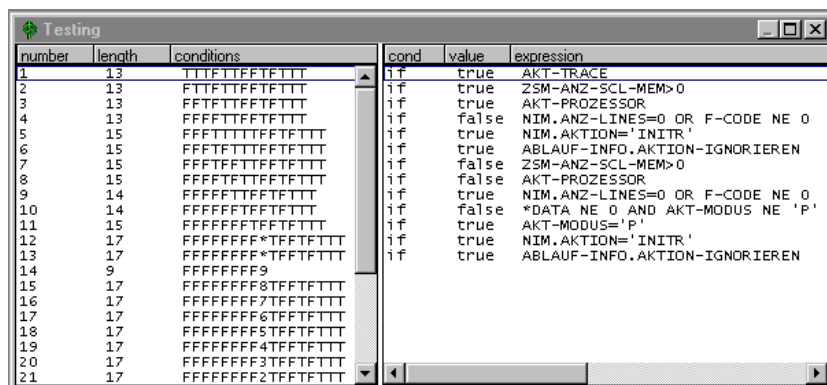 Testing
number length conditions
1 13 TTTFTTFFTFTTT
2 13 FTTFTTFFTFTTT
3 13 FFTFTTFFTFTTT
4 13 FFFFTTFFTFTTT
5 15 FFFTTTTTFFTFTTT
6 15 FFFTFTTTFFTFTTT
7 15 FFFTTFTTFFTFTTT
8 15 FFFFTFTTFFTFTTT
9 14 FFFFFTTFFTFTTT
10 14 FFFFFFTFFTFTTT
11 15 FFFFFFFTFFTFTTT
12 17 FFFFFFFF*TFFTFTTT
13 17 FFFFFFFF*TFFTFTTT
14 9 FFFFFFFF9
15 17 FFFFFFFF8TFFTFTTT
16 17 FFFFFFFF7TFFTFTTT
17 17 FFFFFFFF6TFFTFTTT
18 17 FFFFFFFF5TFFTFTTT
19 17 FFFFFFFF4TFFTFTTT
20 17 FFFFFFFF3TFFTFTTT
21 17 FFFFFFFF2TFFTFTTT
cond value expression
if true AKT-TRACE
if true ZSM-ANZ-SCL-MEM>0
if true AKT-PROZESSOR
if false NIM.ANZ-LINES=0 OR F-CODE NE 0
if true NIM.AKTION='INITR'
if true ABLAUF-INFO.AKTION-IGNORIEREN
if false ZSM-ANZ-SCL-MEM>0
if false AKT-PROZESSOR
if true NIM.ANZ-LINES=0 OR F-CODE NE 0
if false *DATA NE 0 AND AKT-MODUS NE 'P'
if true AKT-MODUS='P'
if true NIM.AKTION='INITR'
if true ABLAUF-INFO.AKTION-IGNORIEREN